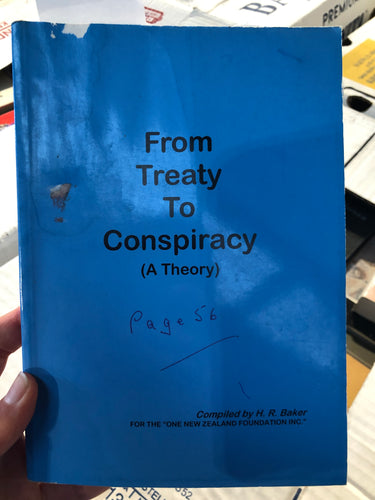 From
Treaty
To
Conspiracy
(A Theory)
Page 56
Compiled by H. R. Baker
FOR THE "ONE NEW ZEALAND FOUNDATION INC."